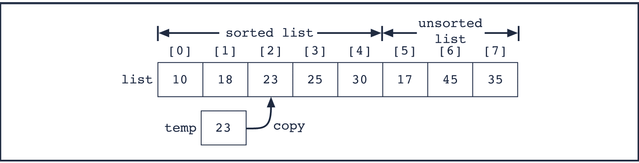 sorted list
unsorted
list
[0] [1] [2] [3] [4] [5] [6] [7]
list 10 18 23 25 30 17 45 35
temp 23 copy